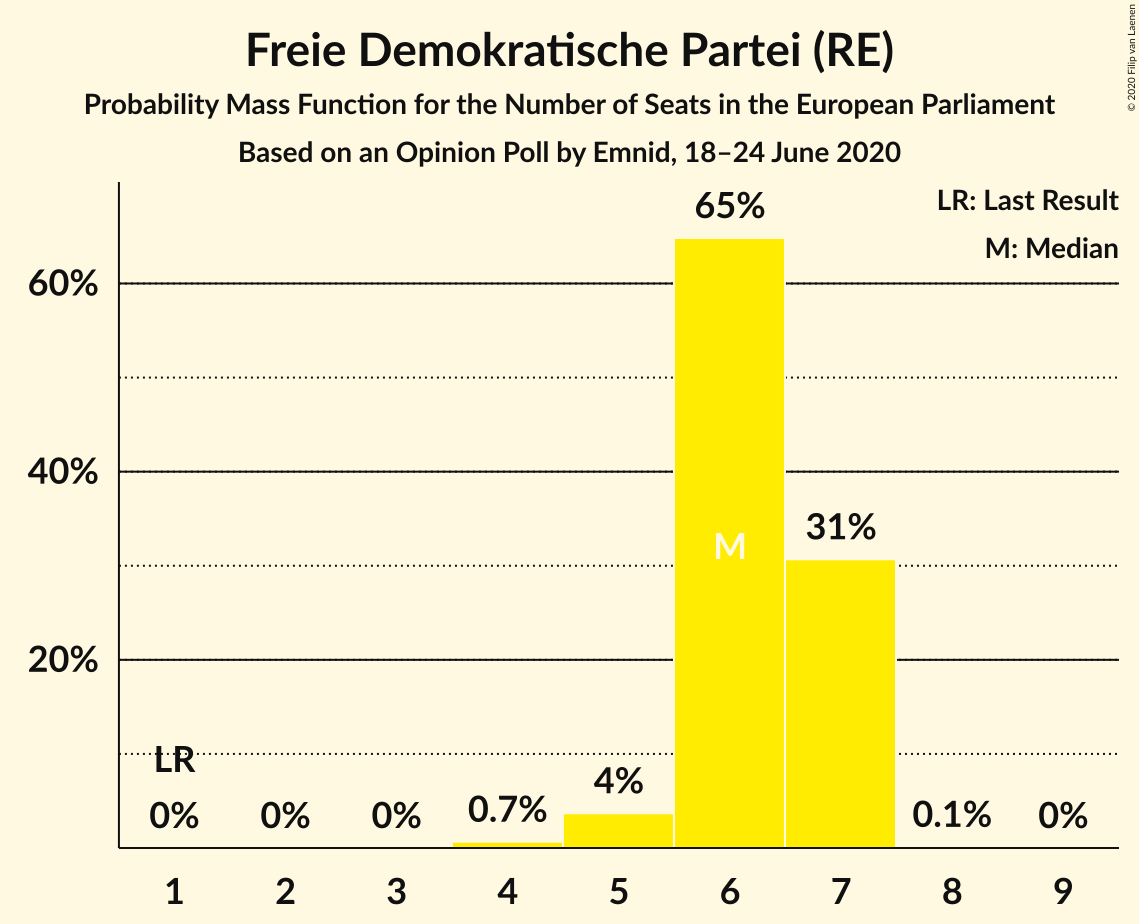 Freie Demokratische Partei (RE)
Probability Mass Function for the Number of Seats in the European Parliament
Based on an Opinion Poll by Emnid, 18–24 June 2020
© 2020 Filip van Laenen
LR: Last Result
M: Median
65%
60%
40%
31%
M
20%
LR
4%
0% 0% 0% 0.7% 0.1% 0%
1 2 3 4 5 6 7 8 9